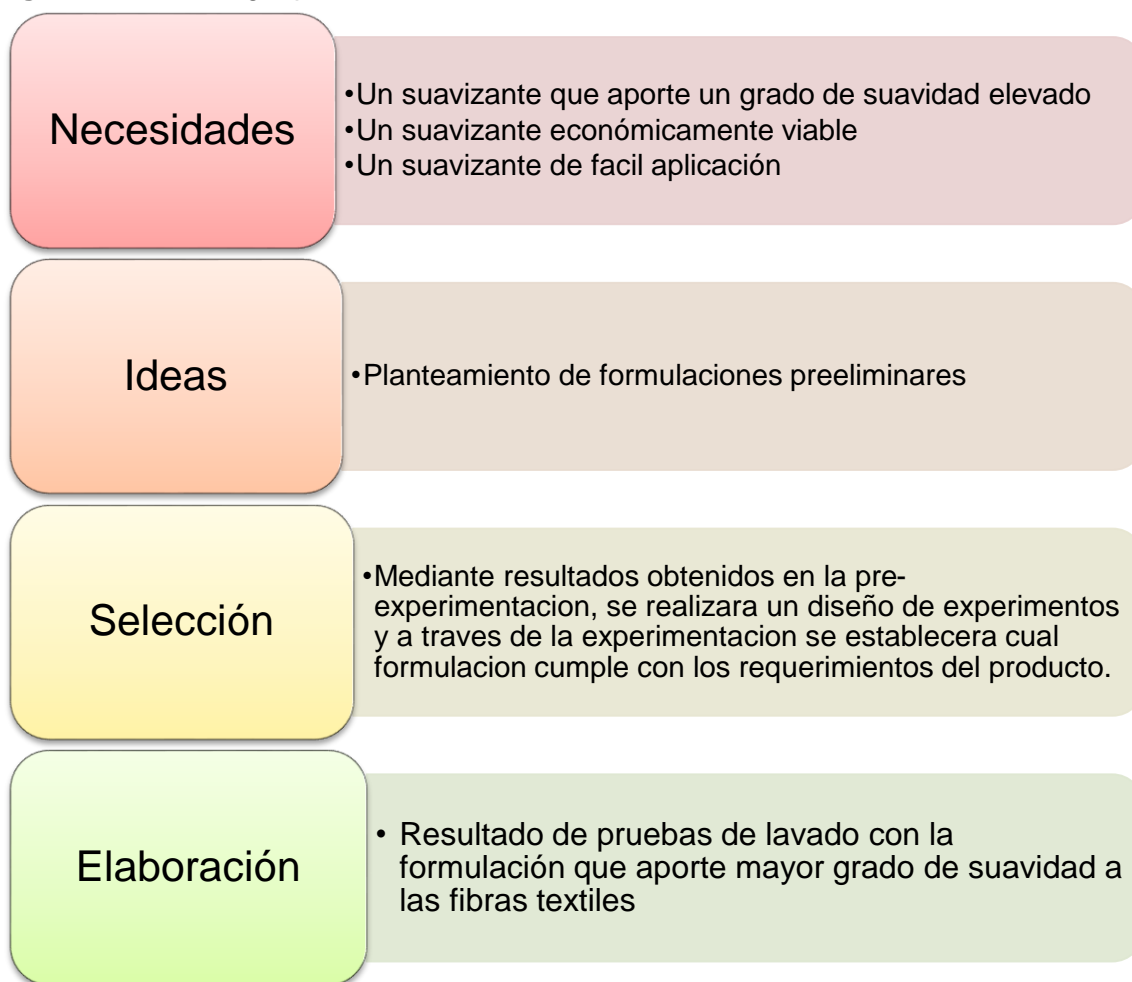 Necesidades
•Un suavizante que aporte un grado de suavidad elevado
•Un suavizante económicamente viable
•Un suavizante de facil aplicación
Ideas
•Planteamiento de formulaciones preeliminares
Selección
•Mediante resultados obtenidos en la pre-
experimentacion, se realizara un diseño de experimentos
y a traves de la experimentacion se establecera cual
formulacion cumple con los requerimientos del producto.
Elaboración
• Resultado de pruebas de lavado con la
formulación que aporte mayor grado de suavidad a
las fibras textiles